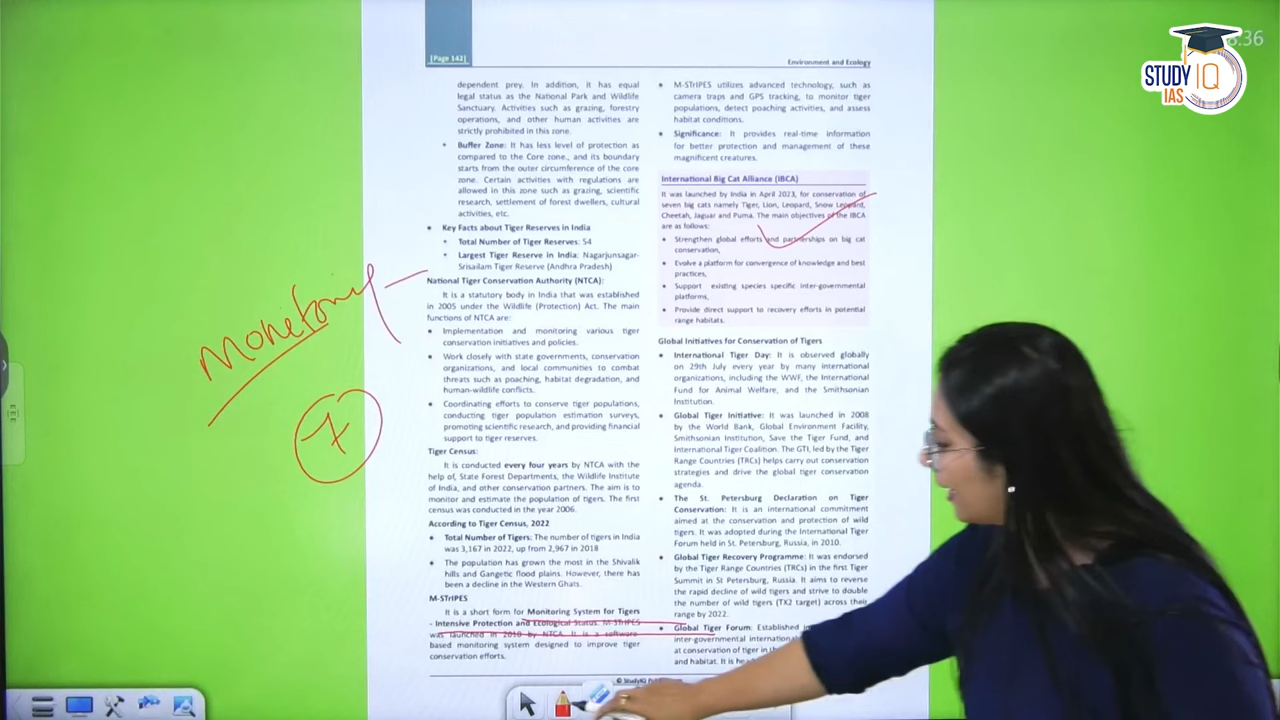 [Page 142]
Environment and Ecology
8.36
STUDY IQ
IAS
dependent prey. In addition, it has equal
legal status as the National Park and Wildlife
Sanctuary. Activities such as grazing, forestry
operations, and other human activities are
strictly prohibited in this zone.
• Buffer Zone: It has less level of protection as
compared to the Core zone., and its boundary
starts from the outer circumference of the core
zone. Certain activities with regulations are
allowed in this zone such as grazing, scientific
research, settlement of forest dwellers, cultural
activities, etc.
• Key Facts about Tiger Reserves in India
• Total Number of Tiger Reserves: 54
• Largest Tiger Reserve in India: Nagarjunsagar-
Srisailam Tiger Reserve (Andhra Pradesh)
National Tiger Conservation Authority (NTCA):
It is a statutory body in India that was established
in 2005 under the Wildlife (Protection) Act. The main
functions of NTCA are:
• Implementation and monitoring various tiger
conservation initiatives and policies.
• Work closely with state governments, conservation
organizations, and local communities to combat
threats such as poaching, habitat degradation, and
human-wildlife conflicts.
• Coordinating efforts to conserve tiger populations,
conducting tiger population estimation surveys,
promoting scientific research, and providing financial
support to tiger reserves.
Tiger Census:
It is conducted every four years by NTCA with the
help of, State Forest Departments, the Wildlife Institute
of India, and other conservation partners. The aim is to
monitor and estimate the population of tigers. The first
census was conducted in the year 2006.
According to Tiger Census, 2022
• Total Number of Tigers: The number of tigers in India
was 3,167 in 2022, up from 2,967 in 2018
• The population has grown the most in the Shivalik
hills and Gangetic flood plains. However, there has
been a decline in the Western Ghats.
M-STrIPES
It is a short form for Monitoring System for Tigers
- Intensive Protection and Ecological Status. M-STrIPES
was launched in 2010 by NTCA. It is a software-
based monitoring system designed to improve tiger
conservation efforts.
• M-STrIPES utilizes advanced technology, such as
camera traps and GPS tracking, to monitor tiger
populations, detect poaching activities, and assess
habitat conditions.
• Significance: It provides real-time information
for better protection and management of these
magnificent creatures.
International Big Cat Alliance (IBCA)
It was launched by India in April 2023, for conservation of
seven big cats namely Tiger, Lion, Leopard, Snow Leopard,
Cheetah, Jaguar and Puma. The main objectives of the IBCA
are as follows:
• Strengthen global efforts and partnerships on big cat
conservation,
• Evolve a platform for convergence of knowledge and best
practices,
• Support existing species specific inter-governmental
platforms,
• Provide direct support to recovery efforts in potential
range habitats.
Global Initiatives for Conservation of Tigers
• International Tiger Day: It is observed globally
on 29th July every year by many international
organizations, including the WWF, the International
Fund for Animal Welfare, and the Smithsonian
Institution.
• Global Tiger Initiative: It was launched in 2008
by the World Bank, Global Environment Facility,
Smithsonian Institution, Save the Tiger Fund, and
International Tiger Coalition. The GTI, led by the Tiger
Range Countries (TRCs) helps carry out conservation
strategies and drive the global tiger conservation
agenda.
• The St. Petersburg Declaration on Tiger
Conservation: It is an international commitment
aimed at the conservation and protection of wild
tigers. It was adopted during the International Tiger
Forum held in St. Petersburg, Russia, in 2010.
• Global Tiger Recovery Programme: It was endorsed
by the Tiger Range Countries (TRCs) in the first Tiger
Summit in St Petersburg, Russia. It aims to reverse
the rapid decline of wild tigers and strive to double
the number of wild tigers (TX2 target) across their
range by 2022.
• Global Tiger Forum: Established
inter-governmental international
at conservation of tiger in
and habitat. It is
© StudyIQ
7